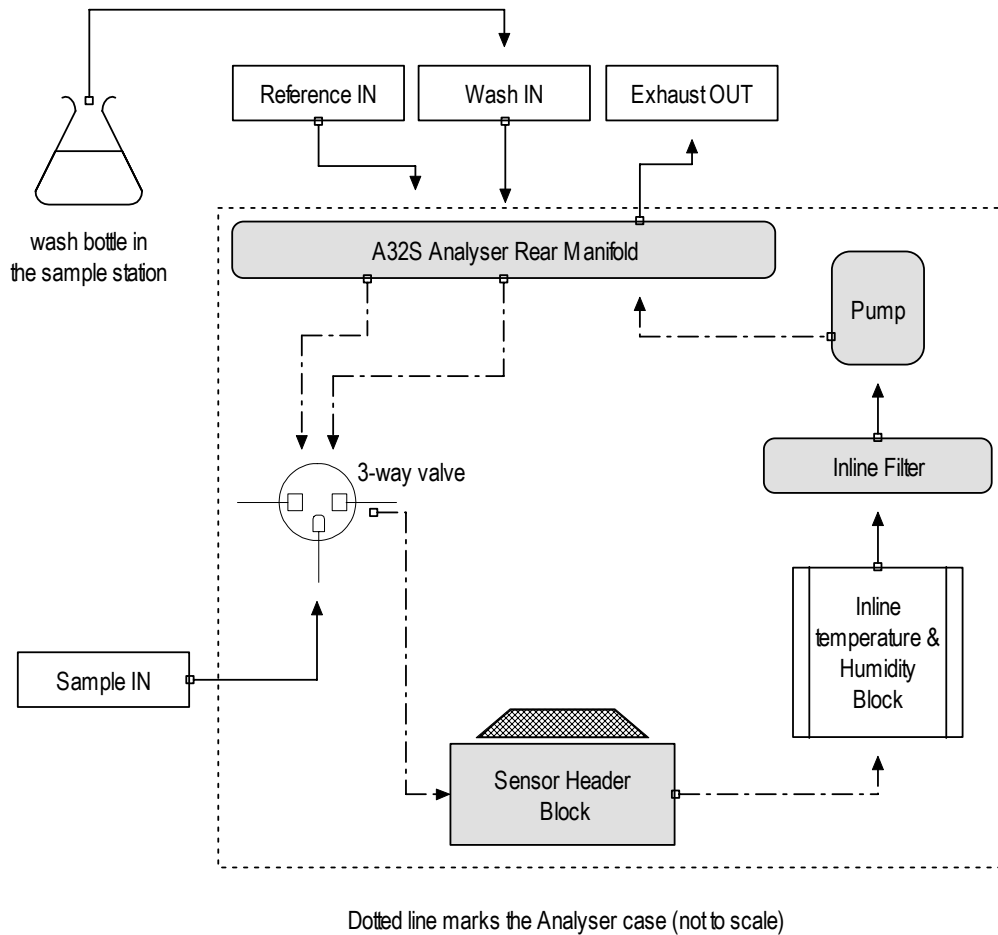 Reference IN
Wash IN
Exhaust OUT
wash bottle in
the sample station
A32S Analyser Rear Manifold
Pump
3-way valve
Inline Filter
Inline
temperature &
Humidity
Block
Sample IN
Sensor Header
Block
Dotted line marks the Analyser case (not to scale)